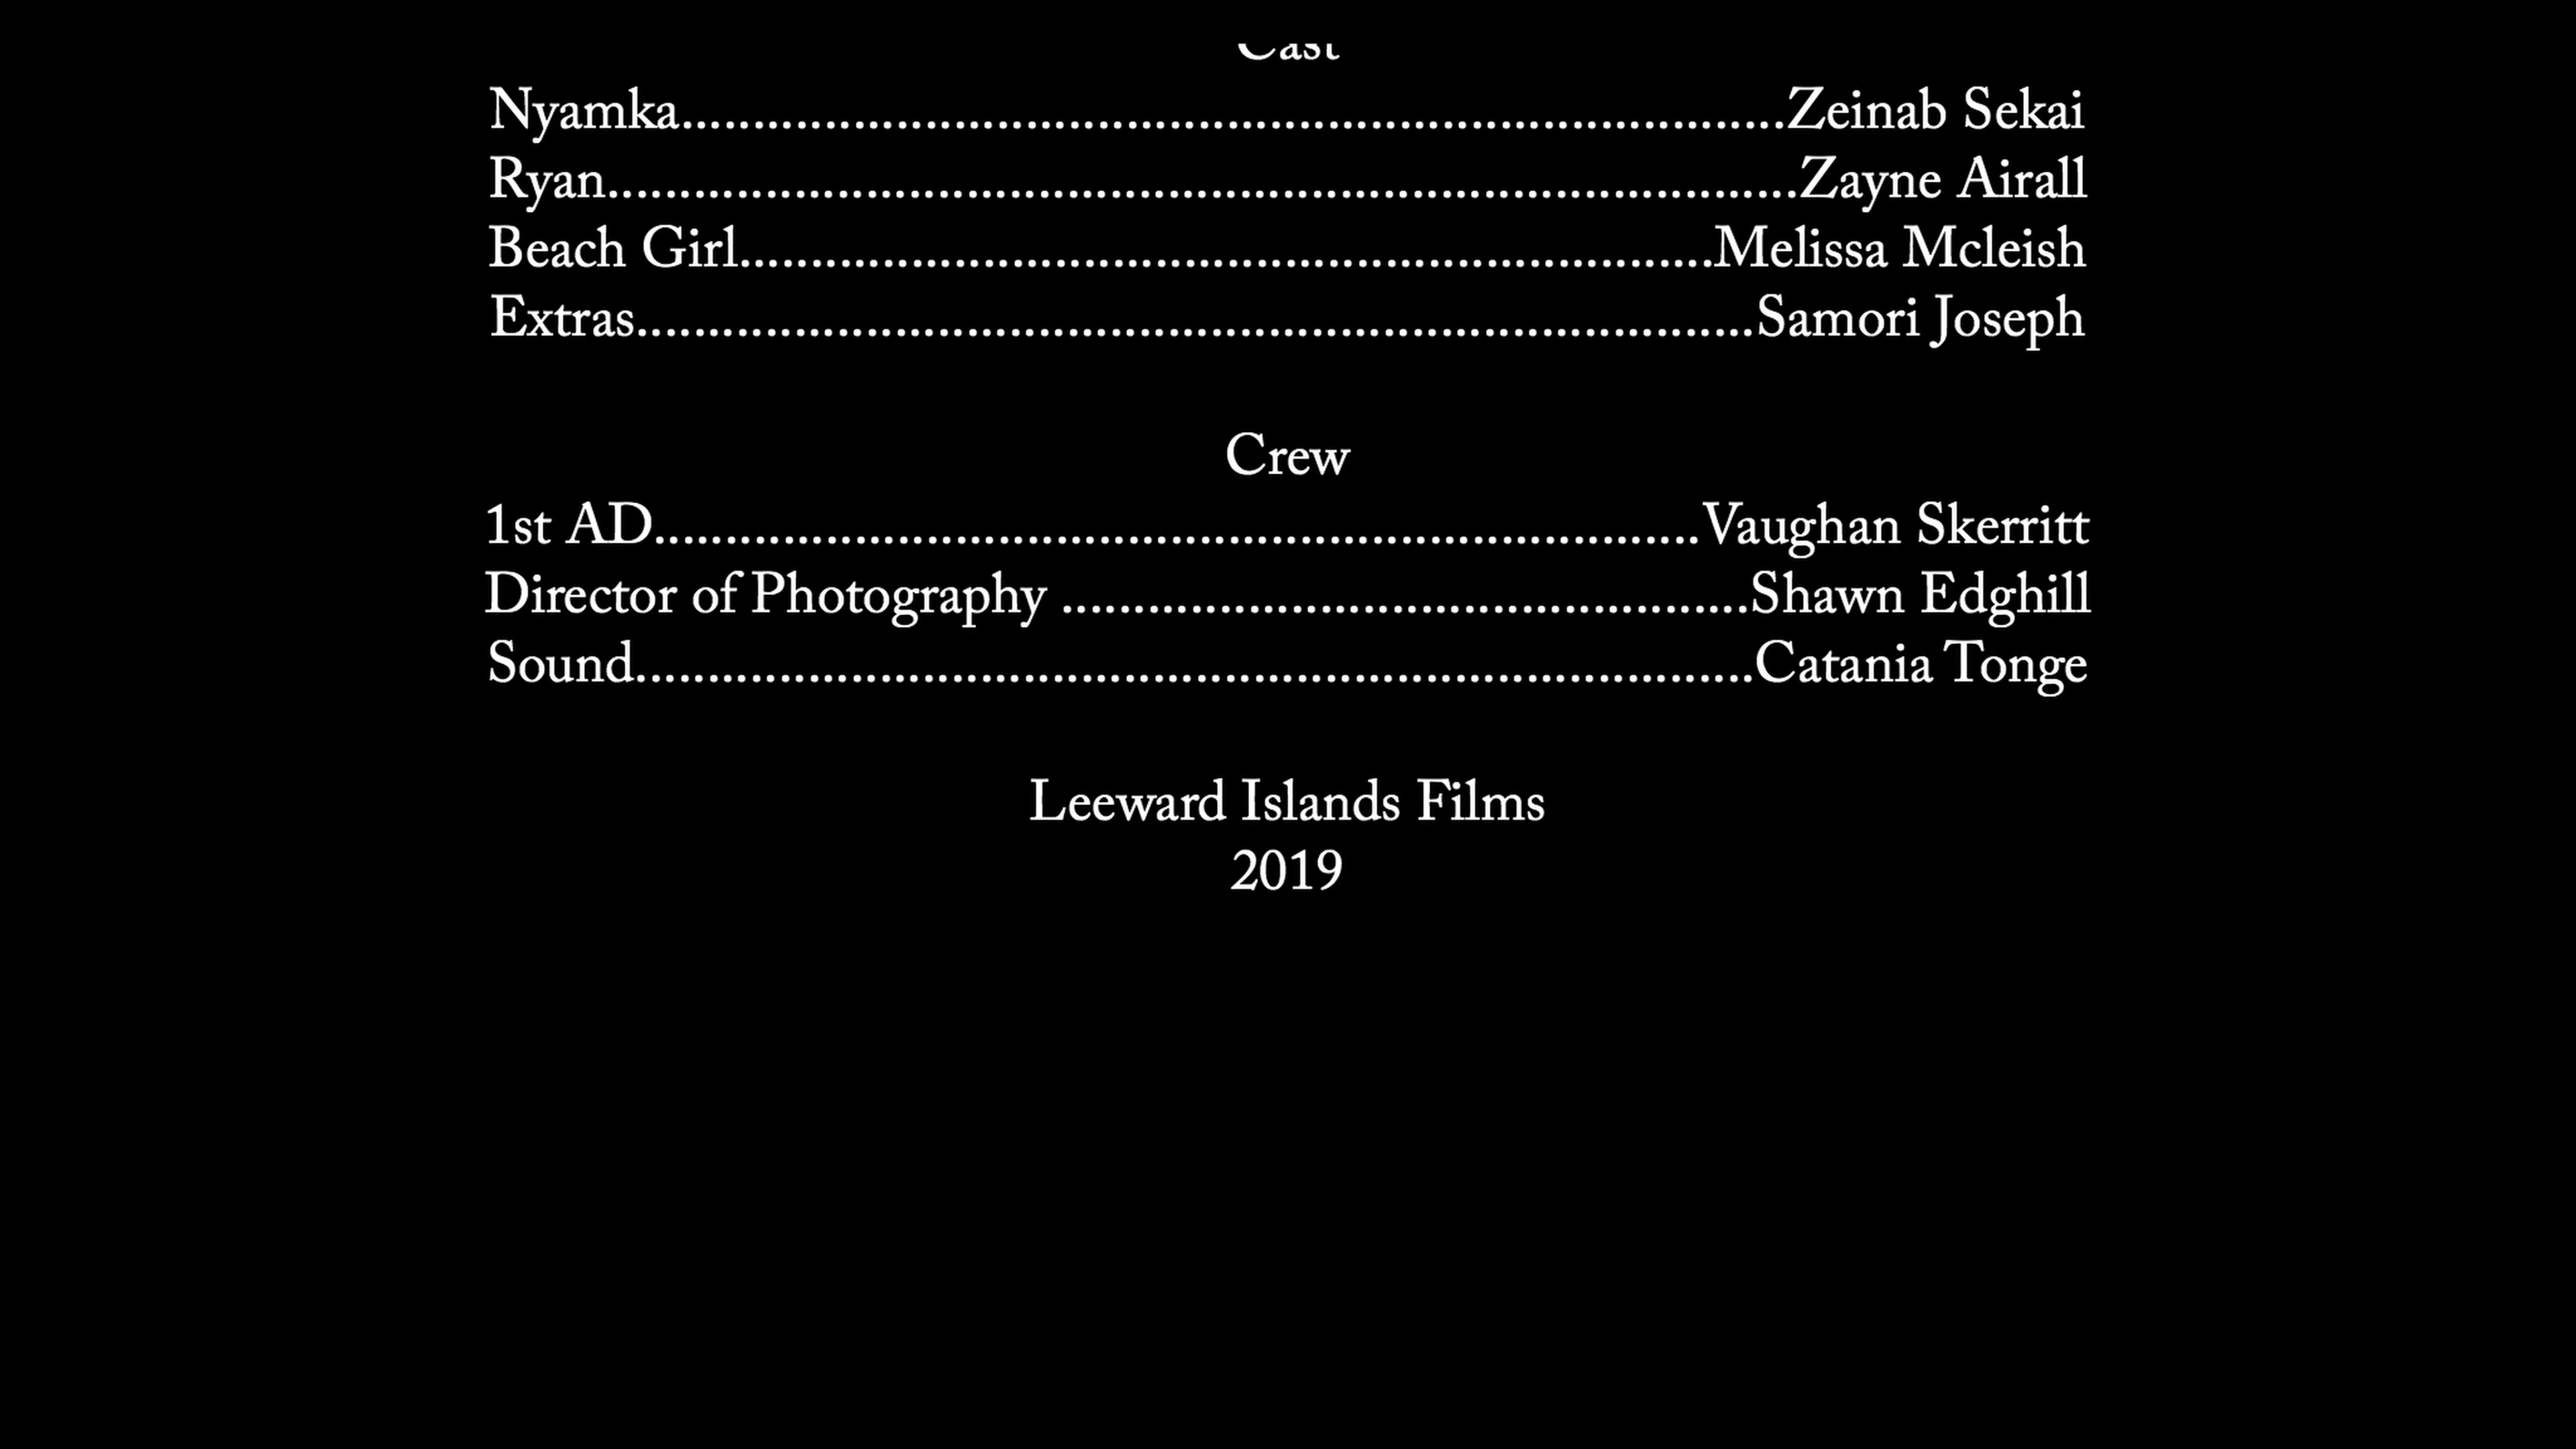 Cast
Nyamka.............................................................................Zeinab Sekai
Ryan...................................................................................Zayne Airall
Beach Girl....................................................................Melissa Mcleish
Extras..............................................................................Samori Joseph
Crew
1st AD.........................................................................Vaughan Skerritt
Director of Photography ................................................Shawn Edghill
Sound..............................................................................Catania Tonge
Leeward Islands Films
2019